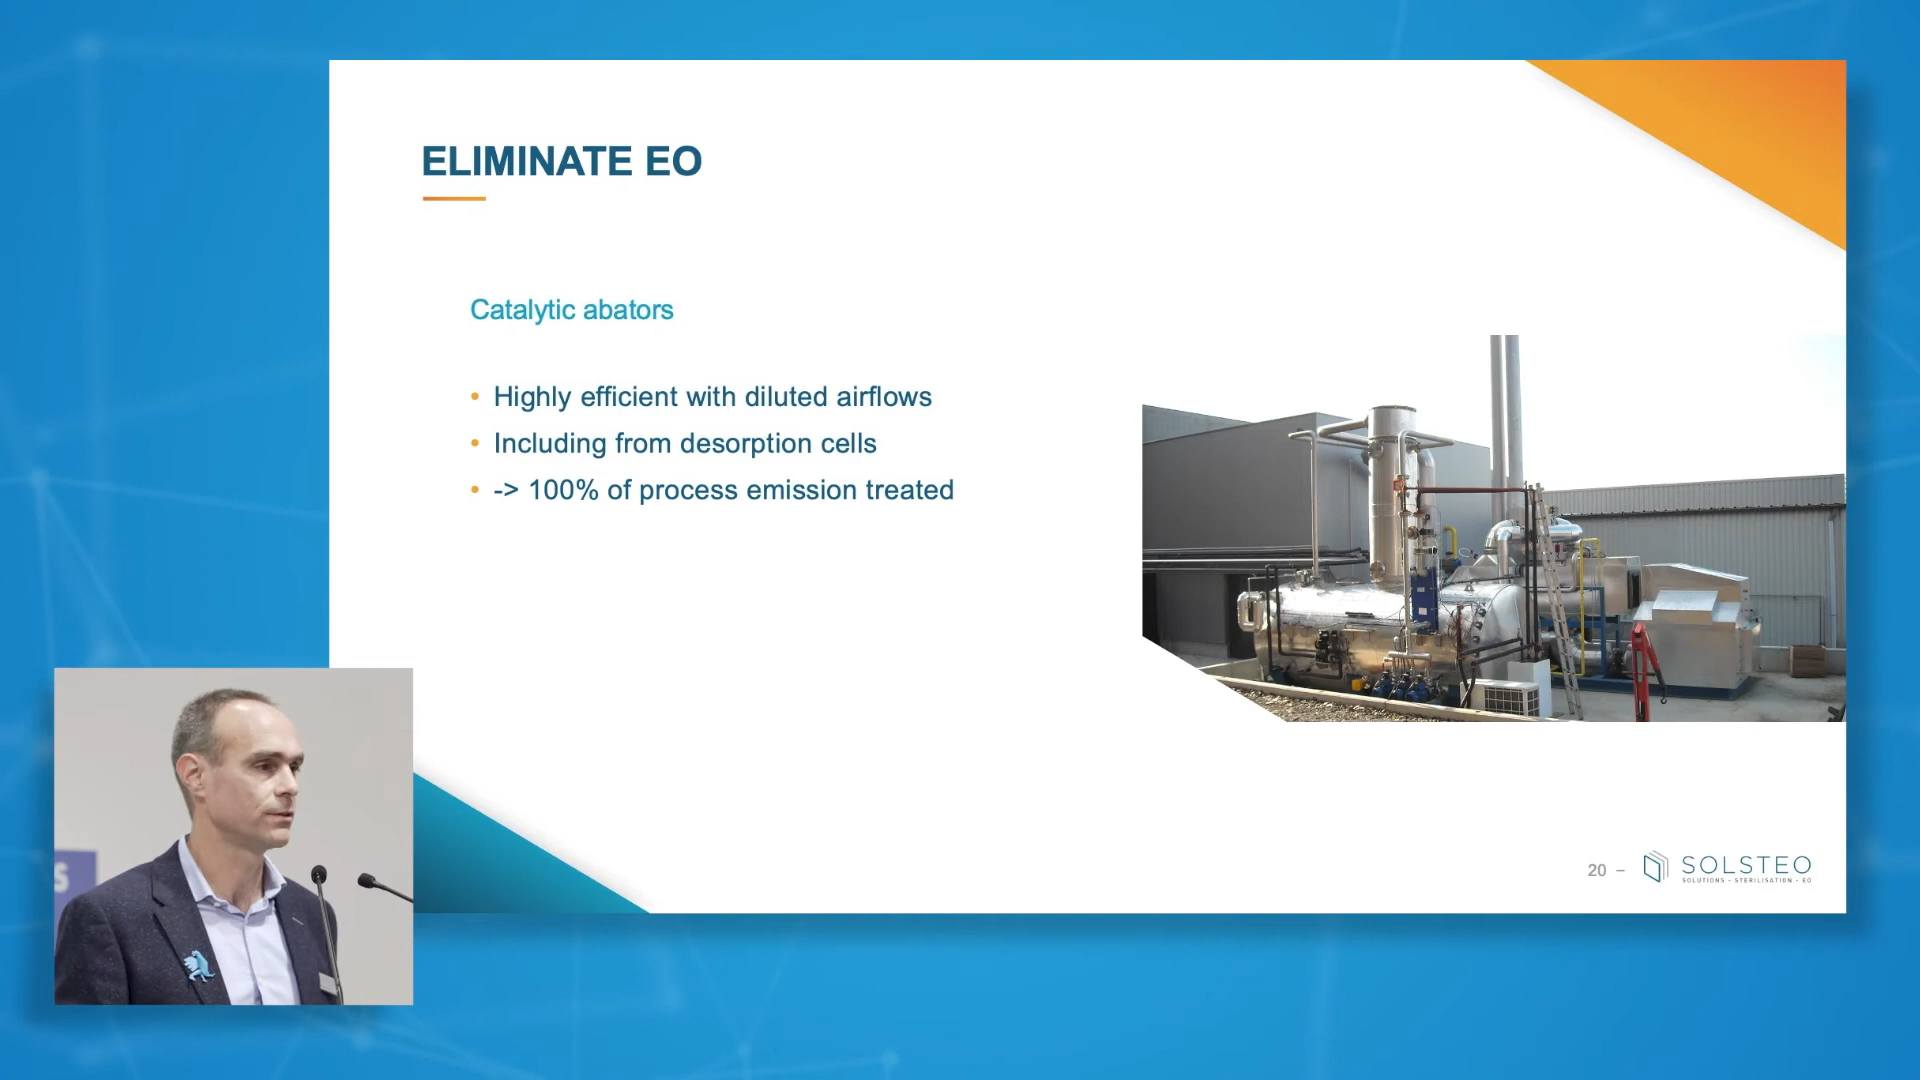 ELIMINATE EO
Catalytic abators
• Highly efficient with diluted airflows
• Including from desorption cells
• -> 100% of process emission treated
S
20 –
SOLSTEO
SOLUTIONS - STERILISATION - EO